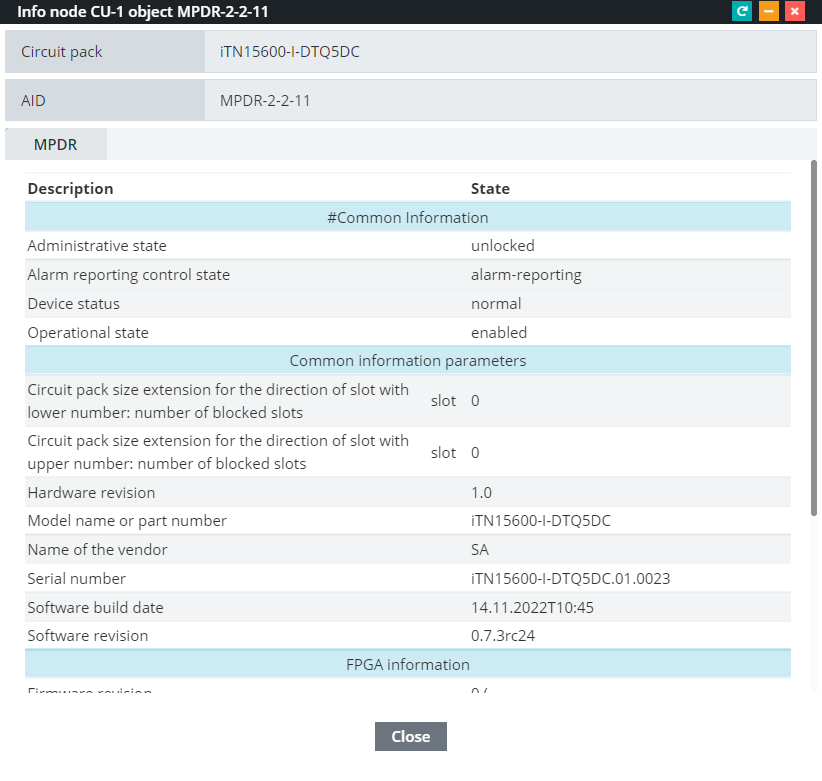 Info node CU-1 object MPDR-2-2-11
Circuit pack iTN15600-I-DTQ5DC
AID MPDR-2-2-11
MPDR
Description State
#Common Information
Administrative state unlocked
Alarm reporting control state alarm-reporting
Device status normal
Operational state enabled
Common information parameters
Circuit pack size extension for the direction of slot with
lower number: number of blocked slots slot 0
Circuit pack size extension for the direction of slot with
upper number: number of blocked slots slot 0
Hardware revision 1.0
Model name or part number iTN15600-I-DTQ5DC
Name of the vendor SA
Serial number iTN15600-I-DTQ5DC.01.0023
Software build date 14.11.2022T10:45
Software revision 0.7.3rc24
FPGA information
Firmware revision
Close